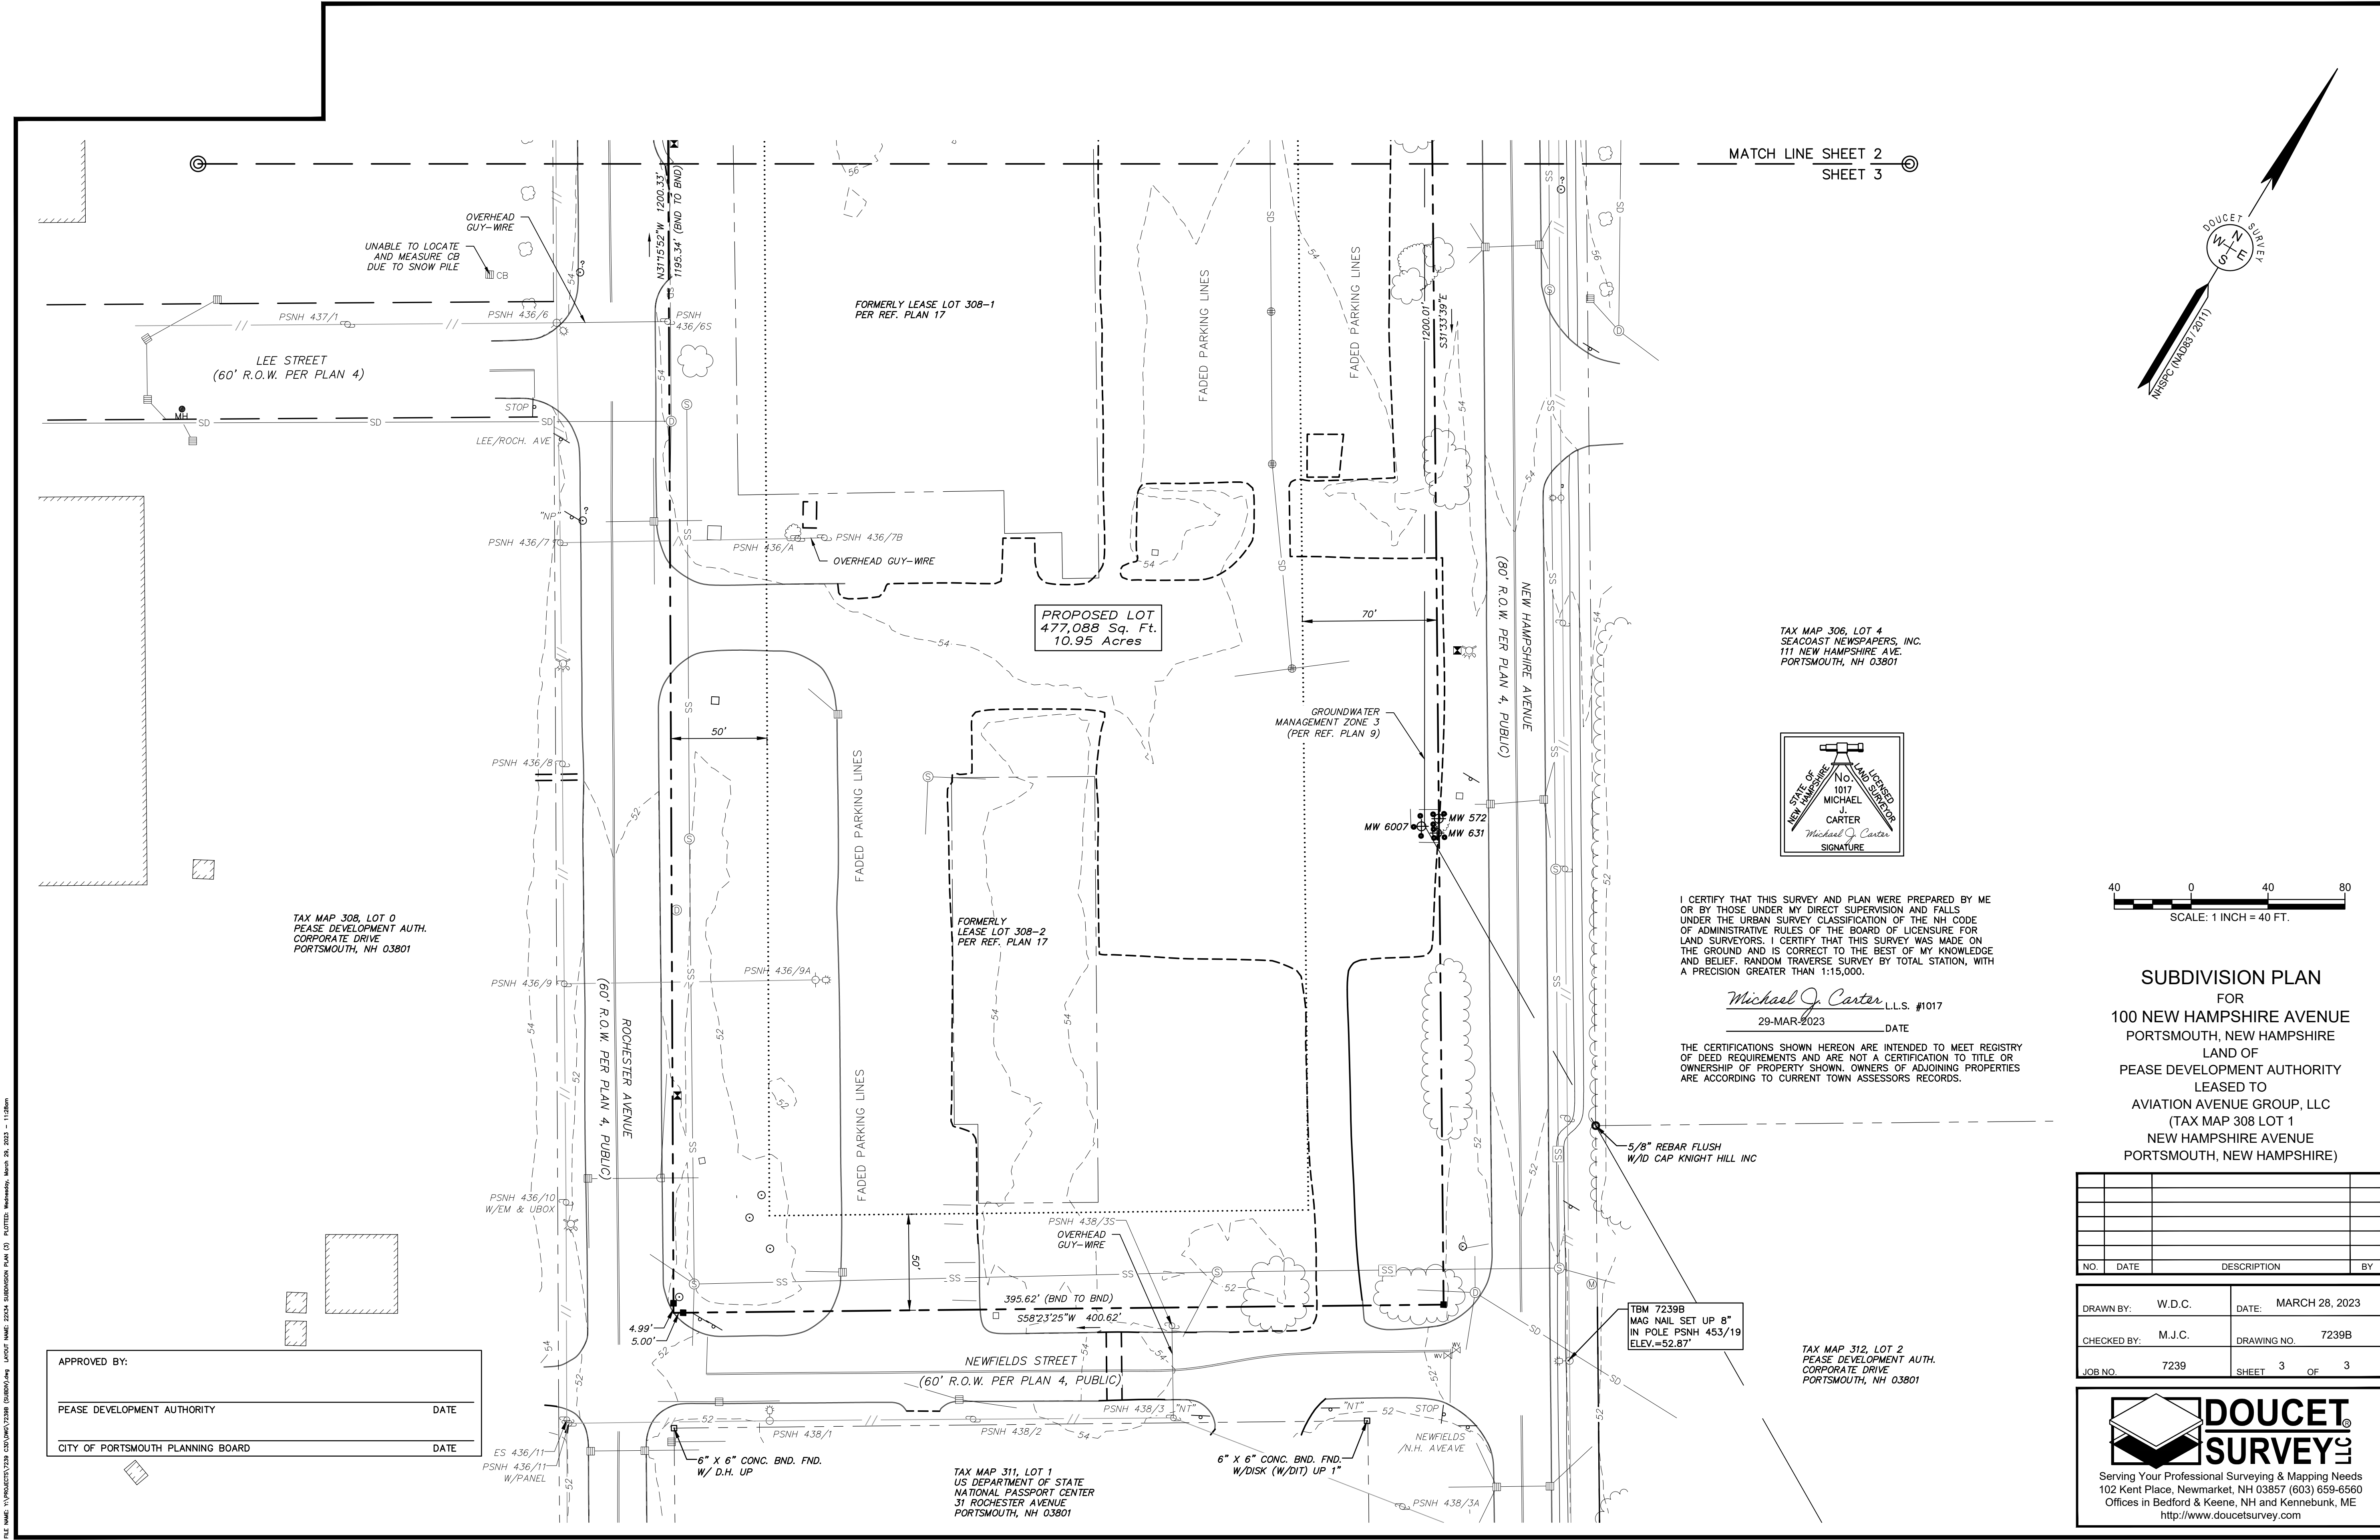 MATCH LINE SHEET 2
SHEET 3
DOUCET SURVEY
N
E
S
W
NHSPC (NAD83 / 2011)
OVERHEAD
GUY-WIRE
UNABLE TO LOCATE
AND MEASURE CB
DUE TO SNOW PILE
CB
N31°15'52"W 1200.33'
1195.34' (BND TO BND)
56
54
PSNH 437/1
PSNH 436/6
PSNH
436/6S
LEE STREET
(60' R.O.W. PER PLAN 4)
STOP
MH
SD
SD
SD
LEE/ROCH. AVE
"NP"
PSNH 436/7
PSNH 436/A
PSNH 436/7B
OVERHEAD GUY-WIRE
FORMERLY LEASE LOT 308-1
PER REF. PLAN 17
FADED PARKING LINES
FADED PARKING LINES
1200.01'
S31°33'39"E
PROPOSED LOT
477,088 Sq. Ft.
10.95 Acres
70'
50'
NEW HAMPSHIRE AVENUE
(80' R.O.W. PER PLAN 4, PUBLIC)
GROUNDWATER
MANAGEMENT ZONE 3
(PER REF. PLAN 9)
TAX MAP 306, LOT 4
SEACOAST NEWSPAPERS, INC.
111 NEW HAMPSHIRE AVE.
PORTSMOUTH, NH 03801
PSNH 436/8
FADED PARKING LINES
MW 6007
MW 572
MW 631
STATE OF
NEW HAMPSHIRE
LICENSED
LAND SURVEYOR
No.
1017
MICHAEL
J.
CARTER
Michael J. Carter
SIGNATURE
TAX MAP 308, LOT 0
PEASE DEVELOPMENT AUTH.
CORPORATE DRIVE
PORTSMOUTH, NH 03801
FORMERLY
LEASE LOT 308-2
PER REF. PLAN 17
PSNH 436/9
PSNH 436/9A
ROCHESTER AVENUE
(60' R.O.W. PER PLAN 4, PUBLIC)
FADED PARKING LINES
I CERTIFY THAT THIS SURVEY AND PLAN WERE PREPARED BY ME
OR BY THOSE UNDER MY DIRECT SUPERVISION AND FALLS
UNDER THE URBAN SURVEY CLASSIFICATION OF THE NH CODE
OF ADMINISTRATIVE RULES OF THE BOARD OF LICENSURE FOR
LAND SURVEYORS. I CERTIFY THAT THIS SURVEY WAS MADE ON
THE GROUND AND IS CORRECT TO THE BEST OF MY KNOWLEDGE
AND BELIEF. RANDOM TRAVERSE SURVEY BY TOTAL STATION, WITH
A PRECISION GREATER THAN 1:15,000.
Michael J. Carter L.L.S. #1017
29-MAR-2023 DATE
THE CERTIFICATIONS SHOWN HEREON ARE INTENDED TO MEET REGISTRY
OF DEED REQUIREMENTS AND ARE NOT A CERTIFICATION TO TITLE OR
OWNERSHIP OF PROPERTY SHOWN. OWNERS OF ADJOINING PROPERTIES
ARE ACCORDING TO CURRENT TOWN ASSESSORS RECORDS.
5/8" REBAR FLUSH
W/ID CAP KNIGHT HILL INC
PSNH 436/10
W/EM & UBOX
PSNH 438/3S
OVERHEAD
GUY-WIRE
50'
395.62' (BND TO BND)
S58°23'25"W 400.62'
4.99'
5.00'
NEWFIELDS STREET
(60' R.O.W. PER PLAN 4, PUBLIC)
TBM 7239B
MAG NAIL SET UP 8"
IN POLE PSNH 453/19
ELEV.=52.87'
TAX MAP 312, LOT 2
PEASE DEVELOPMENT AUTH.
CORPORATE DRIVE
PORTSMOUTH, NH 03801
PSNH 438/1
PSNH 438/2
PSNH 438/3
"NT"
"NT"
STOP
NEWFIELDS
/N.H. AVEAVE
ES 436/11
PSNH 436/11
W/PANEL
6" X 6" CONC. BND. FND.
W/ D.H. UP
6" X 6" CONC. BND. FND.
W/DISK (W/DIT) UP 1"
PSNH 438/3A
TAX MAP 311, LOT 1
US DEPARTMENT OF STATE
NATIONAL PASSPORT CENTER
31 ROCHESTER AVENUE
PORTSMOUTH, NH 03801
APPROVED BY:
PEASE DEVELOPMENT AUTHORITY DATE
CITY OF PORTSMOUTH PLANNING BOARD DATE
40 0 40 80
SCALE: 1 INCH = 40 FT.
SUBDIVISION PLAN
FOR
100 NEW HAMPSHIRE AVENUE
PORTSMOUTH, NEW HAMPSHIRE
LAND OF
PEASE DEVELOPMENT AUTHORITY
LEASED TO
AVIATION AVENUE GROUP, LLC
(TAX MAP 308 LOT 1
NEW HAMPSHIRE AVENUE
PORTSMOUTH, NEW HAMPSHIRE)
NO. DATE DESCRIPTION BY
DRAWN BY: W.D.C. DATE: MARCH 28, 2023
CHECKED BY: M.J.C. DRAWING NO. 7239B
JOB NO. 7239 SHEET 3 OF 3
DOUCET®
SURVEY LLC
Serving Your Professional Surveying & Mapping Needs
102 Kent Place, Newmarket, NH 03857 (603) 659-6560
Offices in Bedford & Keene, NH and Kennebunk, ME
http://www.doucetsurvey.com